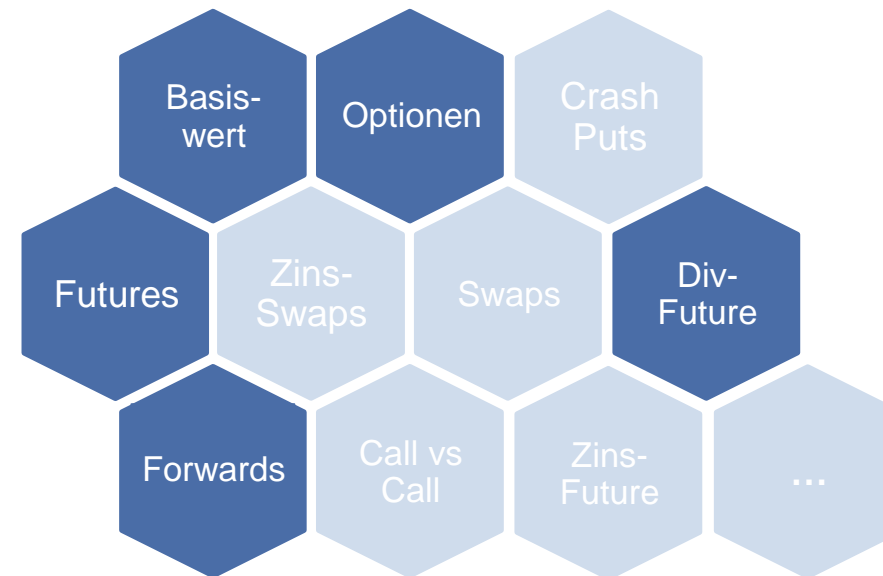 Basis-
wert
Optionen
Crash
Puts
Futures
Zins-
Swaps
Swaps
Div-
Future
Forwards
Call vs
Call
Zins-
Future
...